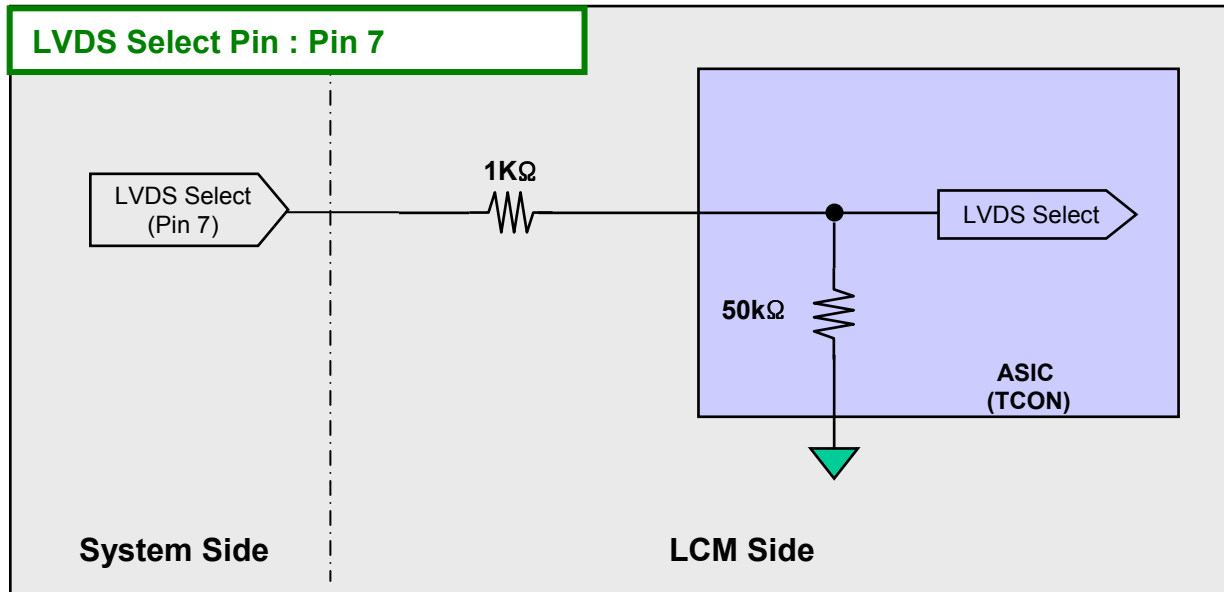 LVDS Select Pin : Pin 7
LVDS Select
(Pin 7)
1KΩ
LVDS Select
50kΩ
ASIC
(TCON)
System Side
LCM Side